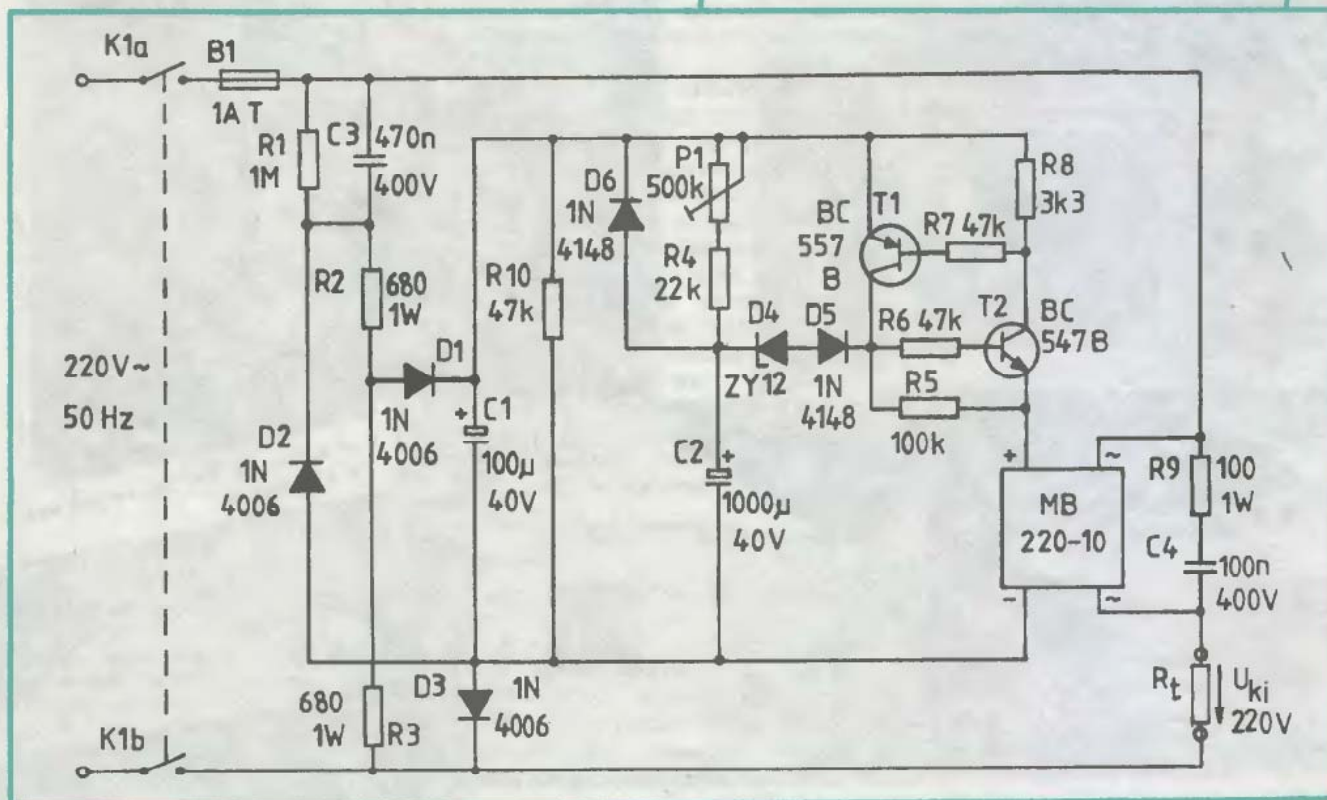 K1a
B1
1A T
R1
1M
C3
470n
400V
D6
1N
4148
P1
500k
R4
22k
BC
557
B
T1
R7 47k
R8
3k3
R2
680
1W
R10
47k
D4
D5
ZY12
1N
4148
R6 47k
T2
BC
547B
R5
100k
220V~
50 Hz
D1
1N
4006
+
C1
100µ
40V
D2
1N
4006
C2
+
1000µ
40V
+
~
MB
220-10
-
~
R9
100
1W
C4
100n
400V
680
1W
R3
D3
1N
4006
Rt
Uki
220V
K1b